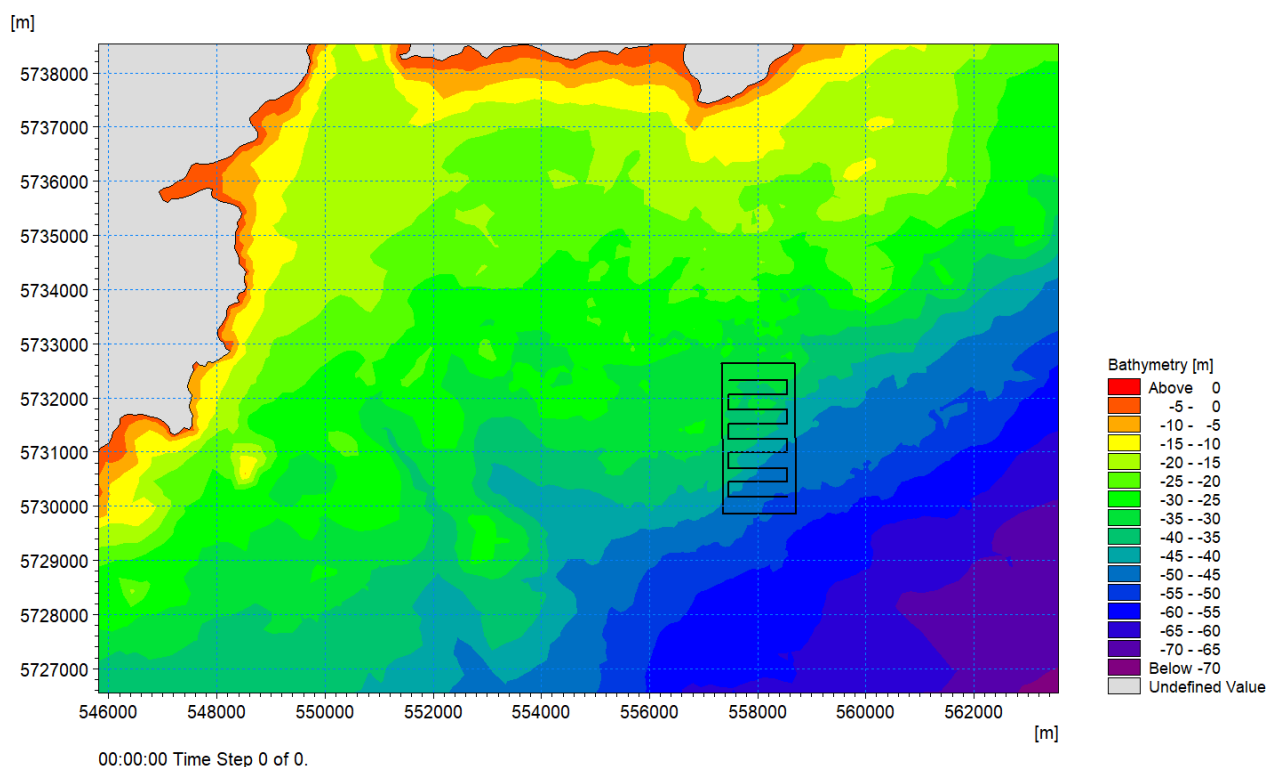 [m]
5738000
5737000
5736000
5735000
5734000
5733000
5732000
5731000
5730000
5729000
5728000
5727000
546000 548000 550000 552000 554000 556000 558000 560000 562000
[m]
Bathymetry [m]
Above 0
-5 - 0
-10 - -5
-15 - -10
-20 - -15
-25 - -20
-30 - -25
-35 - -30
-40 - -35
-45 - -40
-50 - -45
-55 - -50
-60 - -55
-65 - -60
-70 - -65
Below -70
Undefined Value
00:00:00 Time Step 0 of 0.